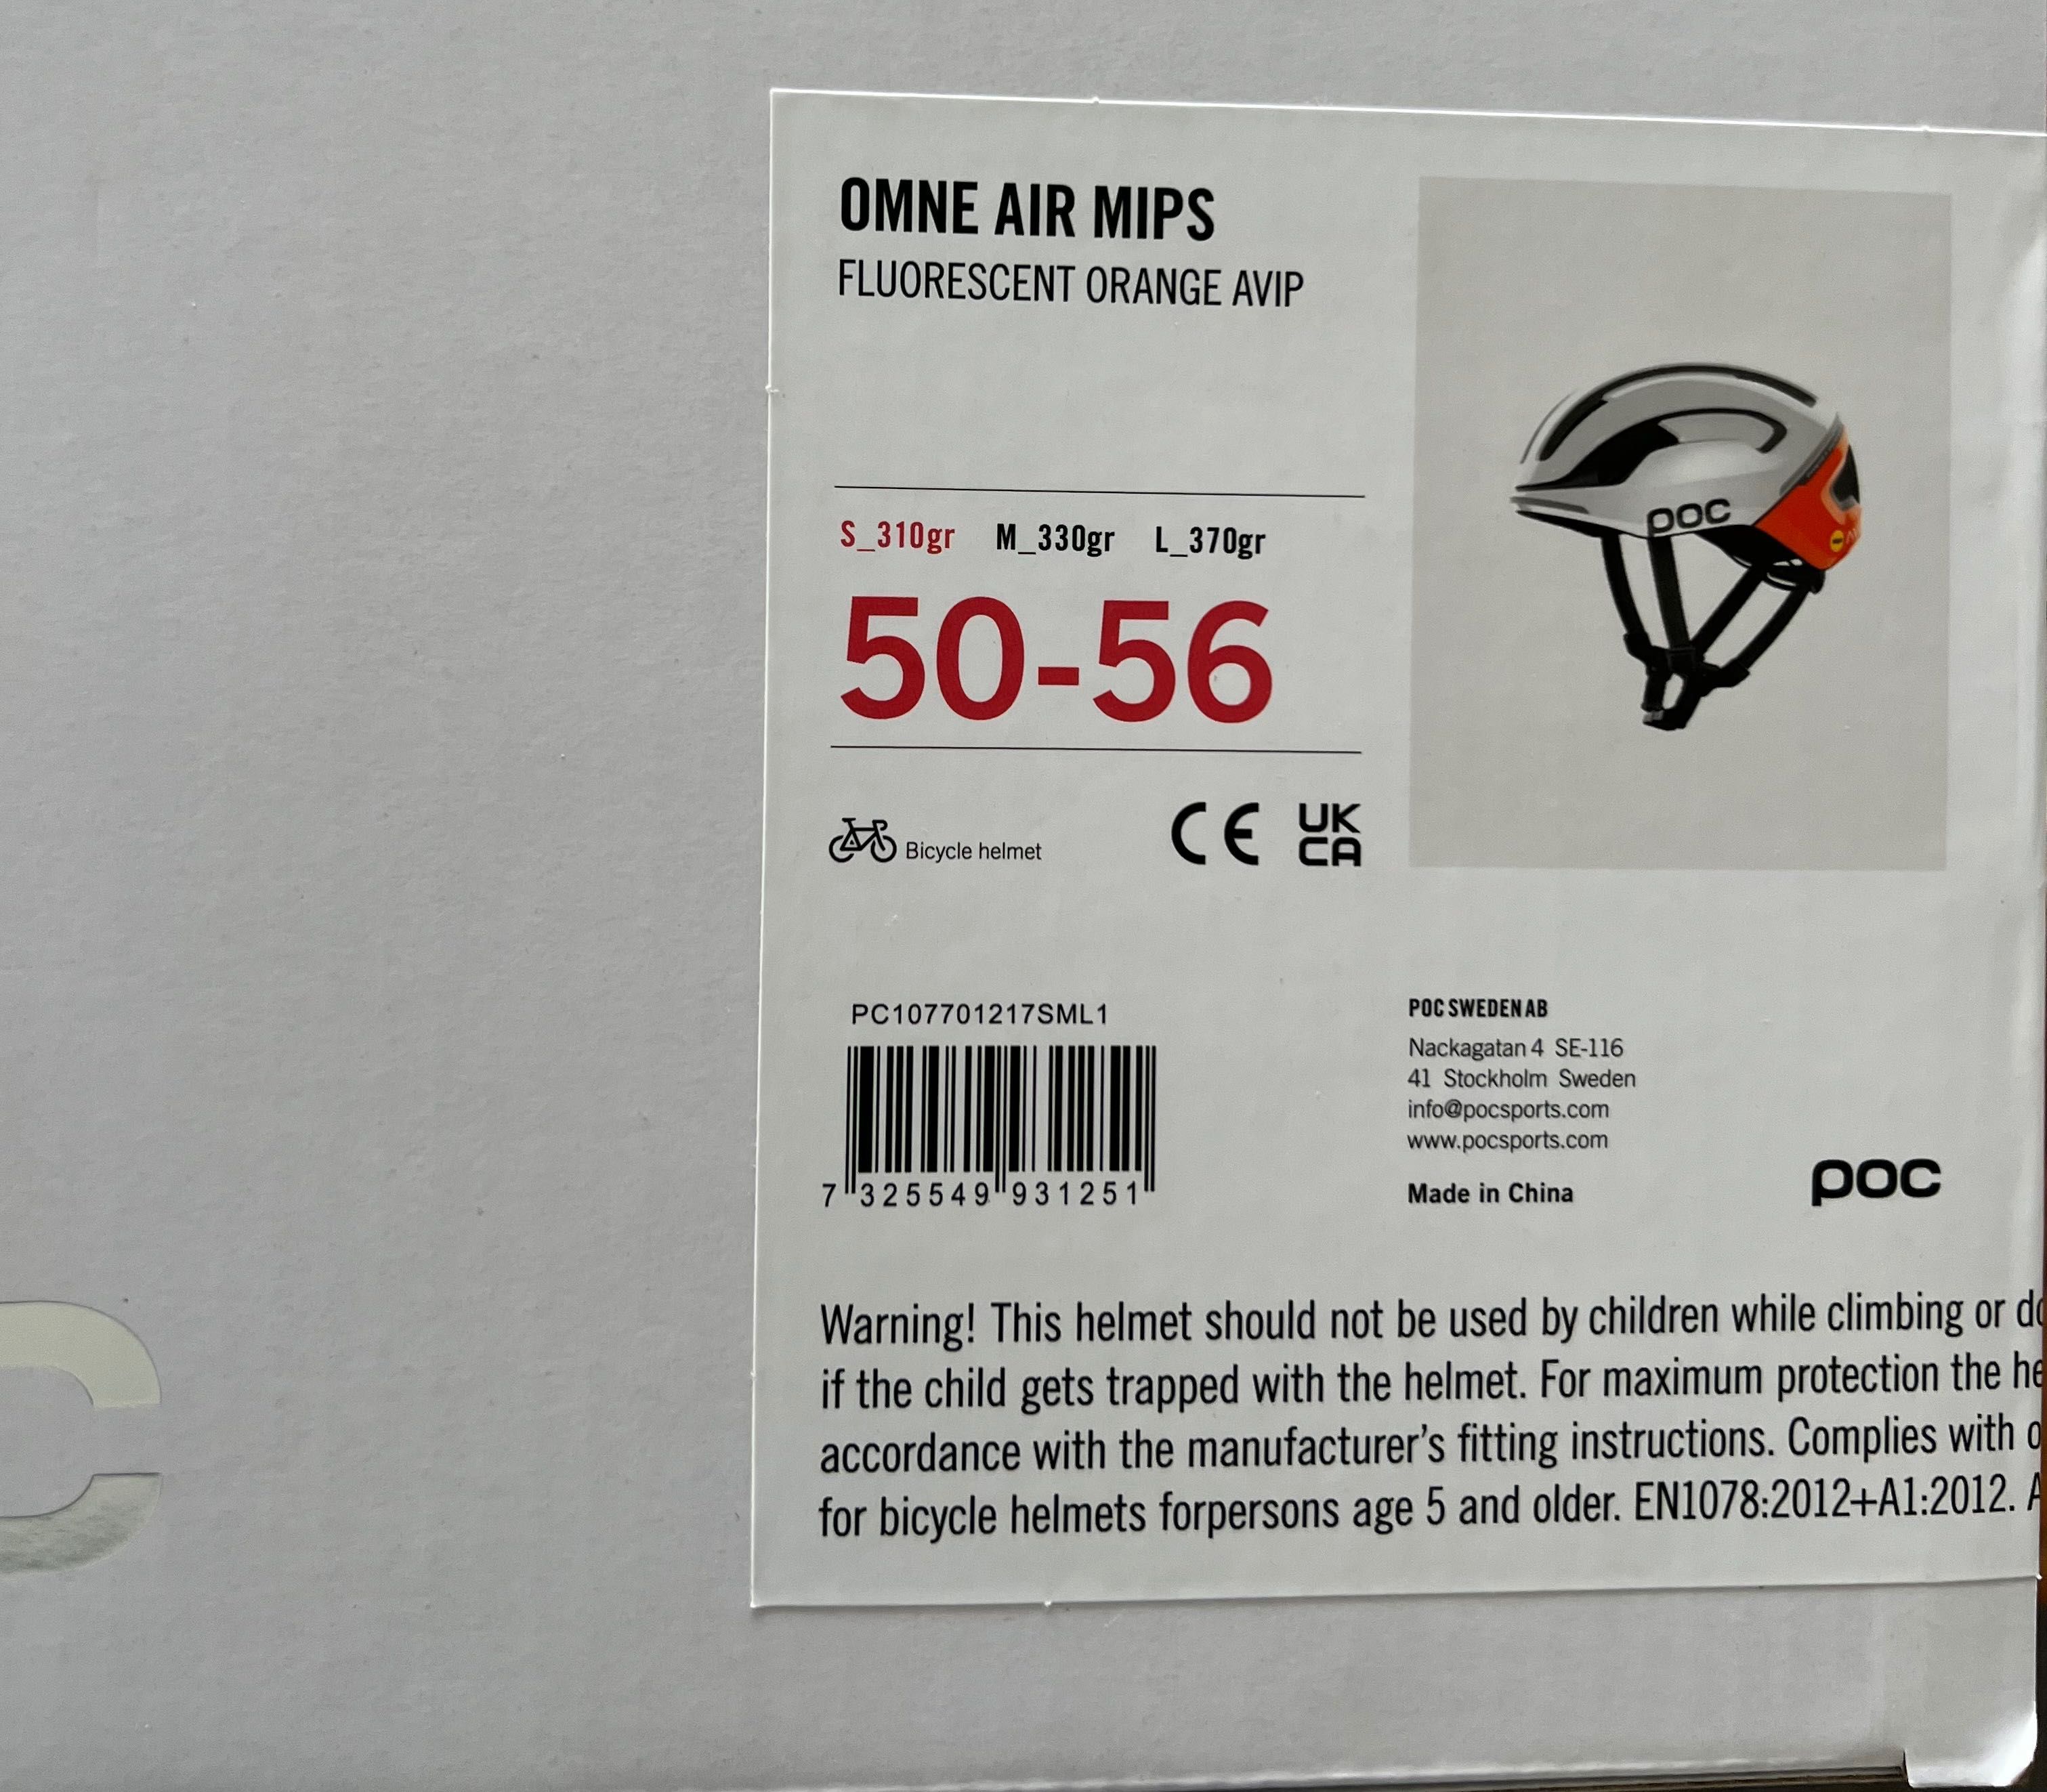 OMNE AIR MIPS
FLUORESCENT ORANGE AVIP
S_310gr M_330gr L_370gr
50-56
poc
Bicycle helmet
CE UK
CA
PC107701217SML1
7 325549 931251
POC SWEDEN AB
Nackagatan 4 SE-116
41 Stockholm Sweden
info@pocsports.com
www.pocsports.com
Made in China
poc
Warning! This helmet should not be used by children while climbing or
if the child gets trapped with the helmet. For maximum protection the
accordance with the manufacturer's fitting instructions. Complies with
for bicycle helmets forpersons age 5 and older. EN1078:2012+A1:2012.